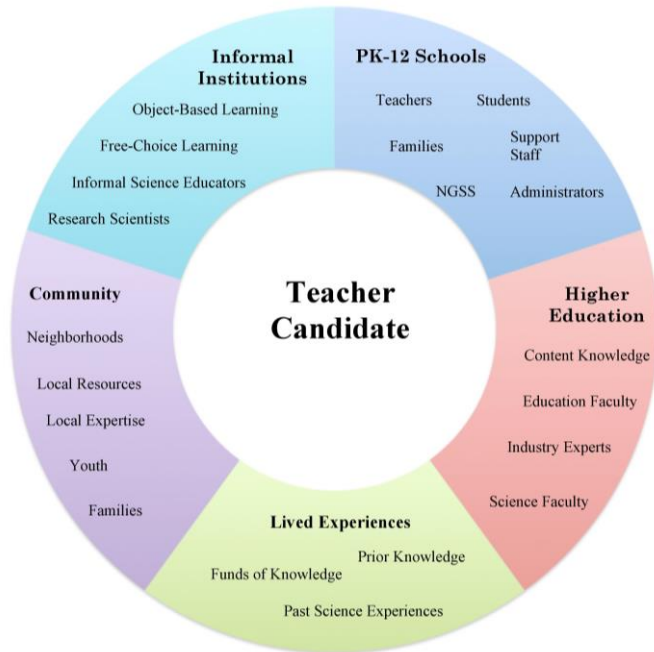 Informal
Institutions
Object-Based Learning
Free-Choice Learning
Informal Science Educators
Research Scientists
PK-12 Schools
Teachers
Students
Families
Support
Staff
NGSS
Administrators
Teacher
Candidate
Community
Neighborhoods
Local Resources
Local Expertise
Youth
Families
Higher
Education
Content Knowledge
Education Faculty
Industry Experts
Science Faculty
Lived Experiences
Prior Knowledge
Funds of Knowledge
Past Science Experiences